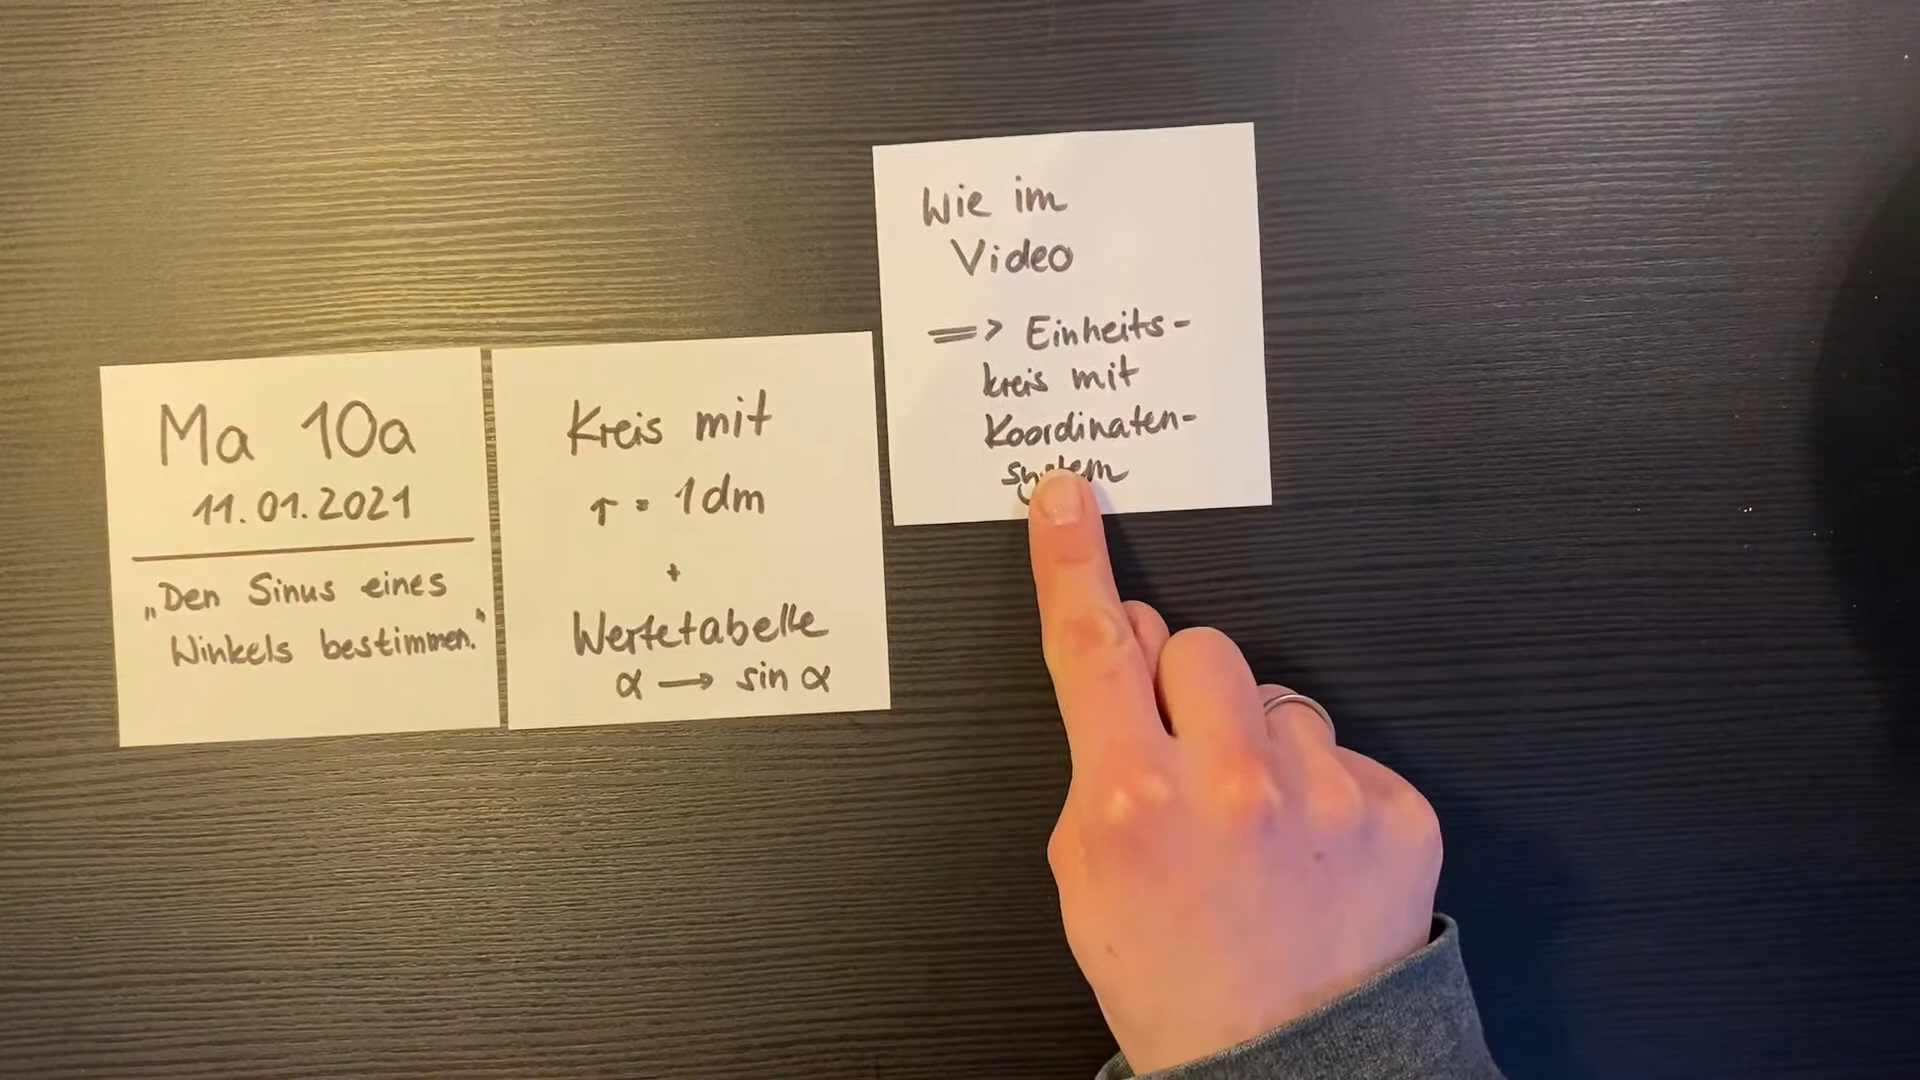 Ma 10a
11.01.2021
„Den Sinus eines
Winkels bestimmen."
Kreis mit
r = 1dm
+
Wertetabelle
α → sin α
Wie im
Video
=> Einheits-
kreis mit
Koordinaten-
system